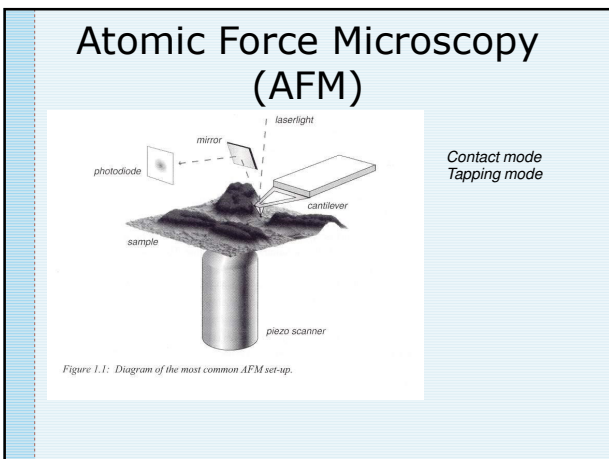 Atomic Force Microscopy
(AFM)
laserlight
mirror
photodiode
cantilever
sample
piezo scanner
Figure 1.1: Diagram of the most common AFM set-up.
Contact mode
Tapping mode